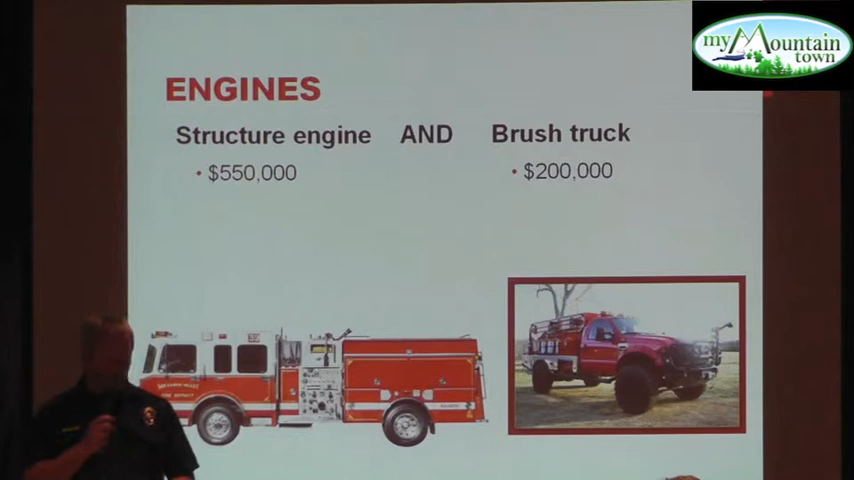 my Mountain
town
ENGINES
Structure engine AND Brush truck
• $550,000 • $200,000